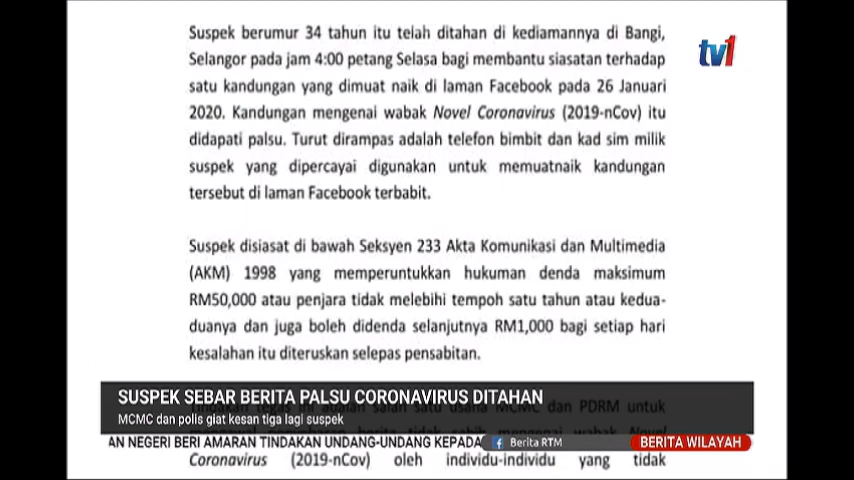 Suspek berumur 34 tahun itu telah ditahan di kediamannya di Bangi,
Selangor pada jam 4:00 petang Selasa bagi membantu siasatan terhadap
satu kandungan yang dimuat naik di laman Facebook pada 26 Januari
2020. Kandungan mengenai wabak Novel Coronavirus (2019-nCov) itu
didapati palsu. Turut dirampas adalah telefon bimbit dan kad sim milik
suspek yang dipercayai digunakan untuk memuatnaik kandungan
tersebut di laman Facebook terbabit.
tv1
Suspek disiasat di bawah Seksyen 233 Akta Komunikasi dan Multimedia
(AKM) 1998 yang memperuntukkan hukuman denda maksimum
RM50,000 atau penjara tidak melebihi tempoh satu tahun atau kedua-
duanya dan juga boleh didenda selanjutnya RM1,000 bagi setiap hari
kesalahan itu diteruskan selepas pensabitan.
SUSPEK SEBAR BERITA PALSU CORONAVIRUS DITAHAN
MCMC dan polis giat kesan tiga lagi suspek
AN NEGERI BERI AMARAN TINDAKAN UNDANG-UNDANG KEPADA
f Berita RTM
BERITA WILAYAH
Coronavirus (2019-nCov) oleh individu-individu yang tidak